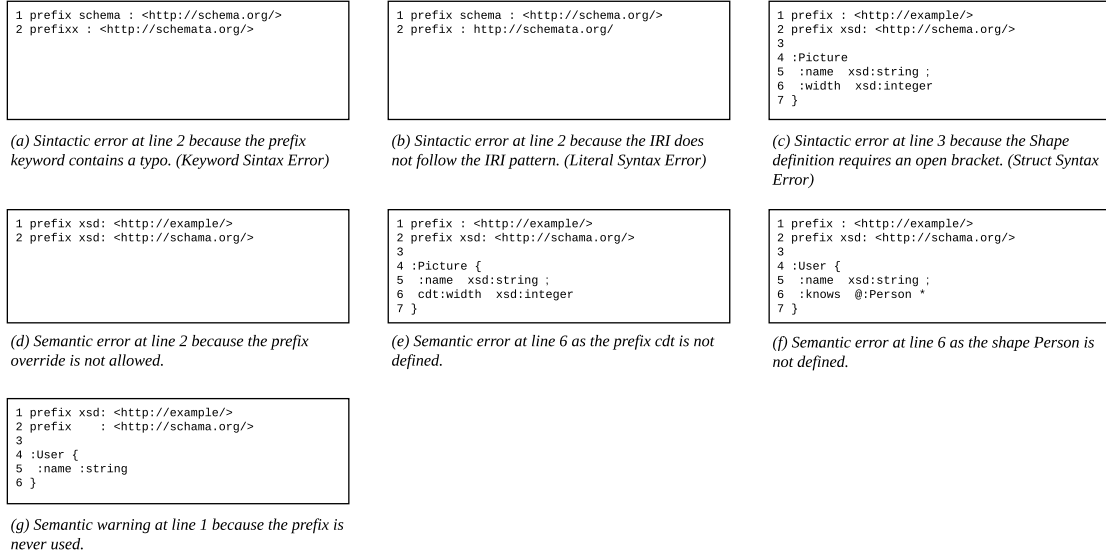 1 prefix schema : <http://schema.org/>
2 prefixx : <http://schemata.org/>
(a) Sintactic error at line 2 because the prefix
keyword contains a typo. (Keyword Sintax Error)
1 prefix schema : <http://schema.org/>
2 prefix : http://schemata.org/
(b) Sintactic error at line 2 because the IRI does
not follow the IRI pattern. (Literal Syntax Error)
1 prefix : <http://example/>
2 prefix xsd: <http://schema.org/>
3
4 :Picture
5  :name  xsd:string ;
6  :width  xsd:integer
7 }
(c) Sintactic error at line 3 because the Shape
definition requires an open bracket. (Struct Syntax
Error)
1 prefix xsd: <http://example/>
2 prefix xsd: <http://schama.org/>
(d) Semantic error at line 2 because the prefix
override is not allowed.
1 prefix : <http://example/>
2 prefix xsd: <http://schama.org/>
3
4 :Picture {
5  :name  xsd:string ;
6  cdt:width  xsd:integer
7 }
(e) Semantic error at line 6 as the prefix cdt is not
defined.
1 prefix : <http://example/>
2 prefix xsd: <http://schama.org/>
3
4 :User {
5  :name  xsd:string ;
6  :knows  @:Person *
7 }
(f) Semantic error at line 6 as the shape Person is
not defined.
1 prefix xsd: <http://example/>
2 prefix    : <http://schama.org/>
3
4 :User {
5  :name :string
6 }
(g) Semantic warning at line 1 because the prefix is
never used.